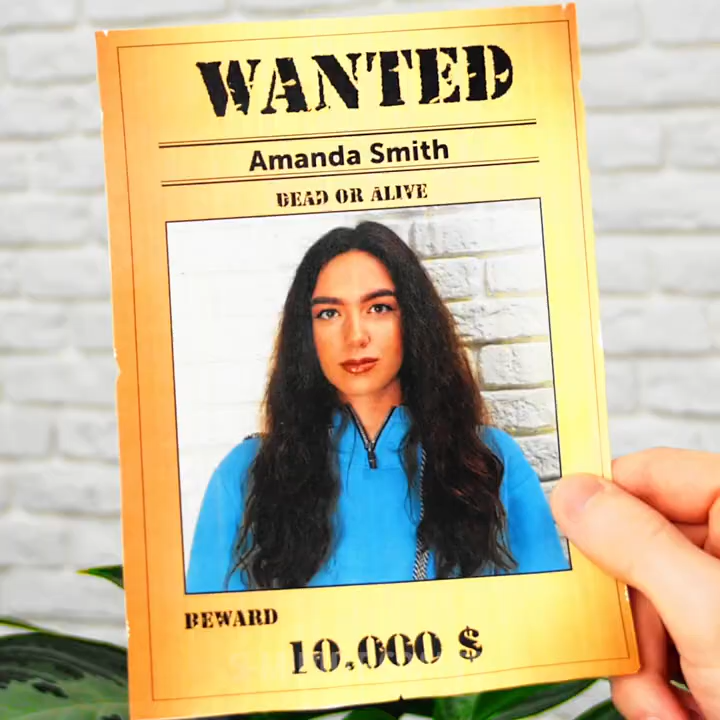 WANTED
Amanda Smith
DEAD OR ALIVE
REWARD
10.000 $